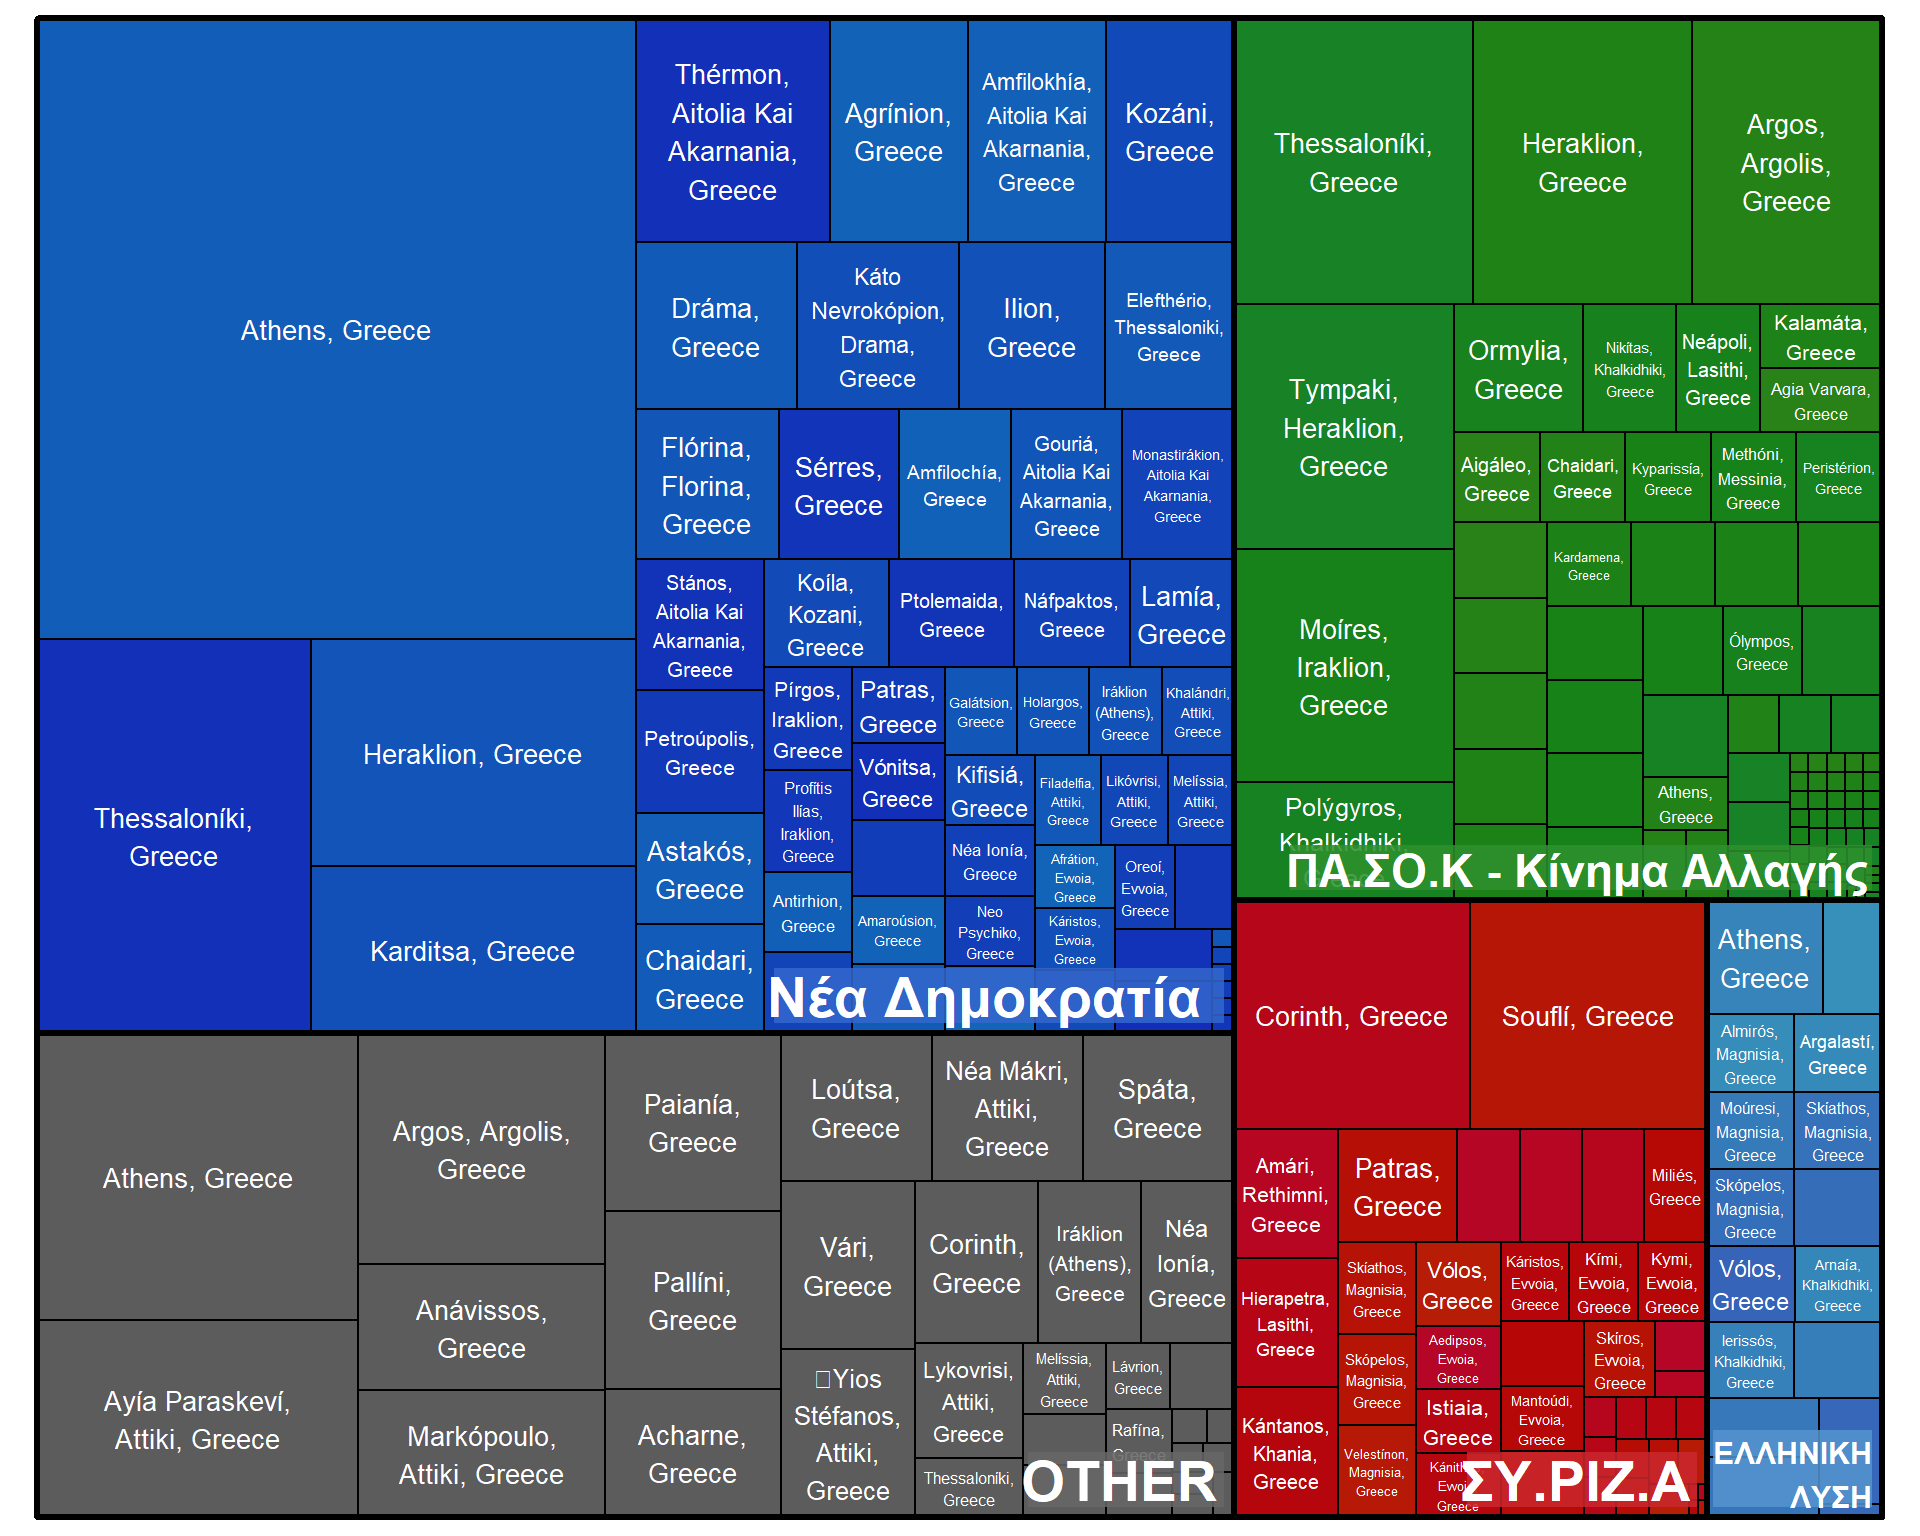 Athens, Greece
Thessaloníki,
Greece
Heraklion, Greece
Karditsa, Greece
Thérmon,
Aitolia Kai
Akarnania,
Greece
Agrínion,
Greece
Amfilokhía,
Aitolia Kai
Akarnania,
Greece
Kozáni,
Greece
Dráma,
Greece
Káto
Nevrokópion,
Drama,
Greece
Ilion,
Greece
Elefthério,
Thessaloniki,
Greece
Flórina,
Florina,
Greece
Sérres,
Greece
Amfilochía,
Greece
Gouriá,
Aitolia Kai
Akarnania,
Greece
Monastirákion,
Aitolia Kai
Akarnania,
Greece
Stános,
Aitolia Kai
Akarnania,
Greece
Koíla,
Kozani,
Greece
Ptolemaida,
Greece
Náfpaktos,
Greece
Lamía,
Greece
Petroúpolis,
Greece
Astakós,
Greece
Chaidari,
Greece
Pírgos,
Iraklion,
Greece
Profítis
Ilías,
Iraklion,
Greece
Antirhion,
Greece
Patras,
Greece
Vónitsa,
Greece
Amaroúsion,
Greece
Galátsion,
Greece
Holargos,
Greece
Iráklion
(Athens),
Greece
Khalándri,
Attiki,
Greece
Kifisiá,
Greece
Filadelfia,
Attiki,
Greece
Likóvrisi,
Attiki,
Greece
Melíssia,
Attiki,
Greece
Néa Ionía,
Greece
Neo
Psychiko,
Greece
Afrátion,
Evvoia,
Greece
Káristos,
Evvoia,
Greece
Oreoí,
Evvoia,
Greece
Νέα Δημοκρατία
Thessaloníki,
Greece
Heraklion,
Greece
Argos,
Argolis,
Greece
Tympaki,
Heraklion,
Greece
Moíres,
Iraklion,
Greece
Polýgyros,
Khalkidhiki,
Ormylia,
Greece
Nikítas,
Khalkidhiki,
Greece
Neápoli,
Lasithi,
Greece
Kalamáta,
Greece
Agia Varvara,
Greece
Aigáleo,
Greece
Chaidari,
Greece
Kyparissía,
Greece
Methóni,
Messinia,
Greece
Peristérion,
Greece
Kardamena,
Greece
Ólympos,
Greece
Athens,
Greece
ΠΑ.ΣΟ.Κ - Κίνημα Αλλαγής
Athens, Greece
Ayía Paraskeví,
Attiki, Greece
Argos, Argolis,
Greece
Anávissos,
Greece
Markópoulo,
Attiki, Greece
Paianía,
Greece
Pallíni,
Greece
Acharne,
Greece
Loútsa,
Greece
Néa Mákri,
Attiki,
Greece
Spáta,
Greece
Vári,
Greece
Yios
Stéfanos,
Attiki,
Greece
Corinth,
Greece
Iráklion
(Athens),
Greece
Néa
Ionía,
Greece
Lykovrisi,
Attiki,
Greece
Thessaloníki,
Greece
Melíssia,
Attiki,
Greece
Lávrion,
Greece
Rafína,
Greece
OTHER
Corinth, Greece
Souflí, Greece
Amári,
Rethimni,
Greece
Hierapetra,
Lasithi,
Greece
Kántanos,
Khania,
Greece
Patras,
Greece
Miliés,
Greece
Skíathos,
Magnisia,
Greece
Skópelos,
Magnisia,
Greece
Velestínon,
Magnisia,
Greece
Vólos,
Greece
Aedipsos,
Evvoia,
Greece
Istiaia,
Greece
Evvoia,
Greece
Káristos,
Evvoia,
Greece
Kími,
Evvoia,
Greece
Kymi,
Evvoia,
Greece
Mantoúdi,
Evvoia,
Greece
Skíros,
Evvoia,
Greece
ΣΥ.ΡΙΖ.Α
Athens,
Greece
Almirós,
Magnisia,
Greece
Argalastí,
Greece
Moúresi,
Magnisia,
Greece
Skíathos,
Magnisia,
Greece
Skópelos,
Magnisia,
Greece
Vólos,
Greece
Arnaía,
Khalkidhiki,
Greece
Ierissós,
Khalkidhiki,
Greece
ΕΛΛΗΝΙΚΗ
ΛΥΣΗ